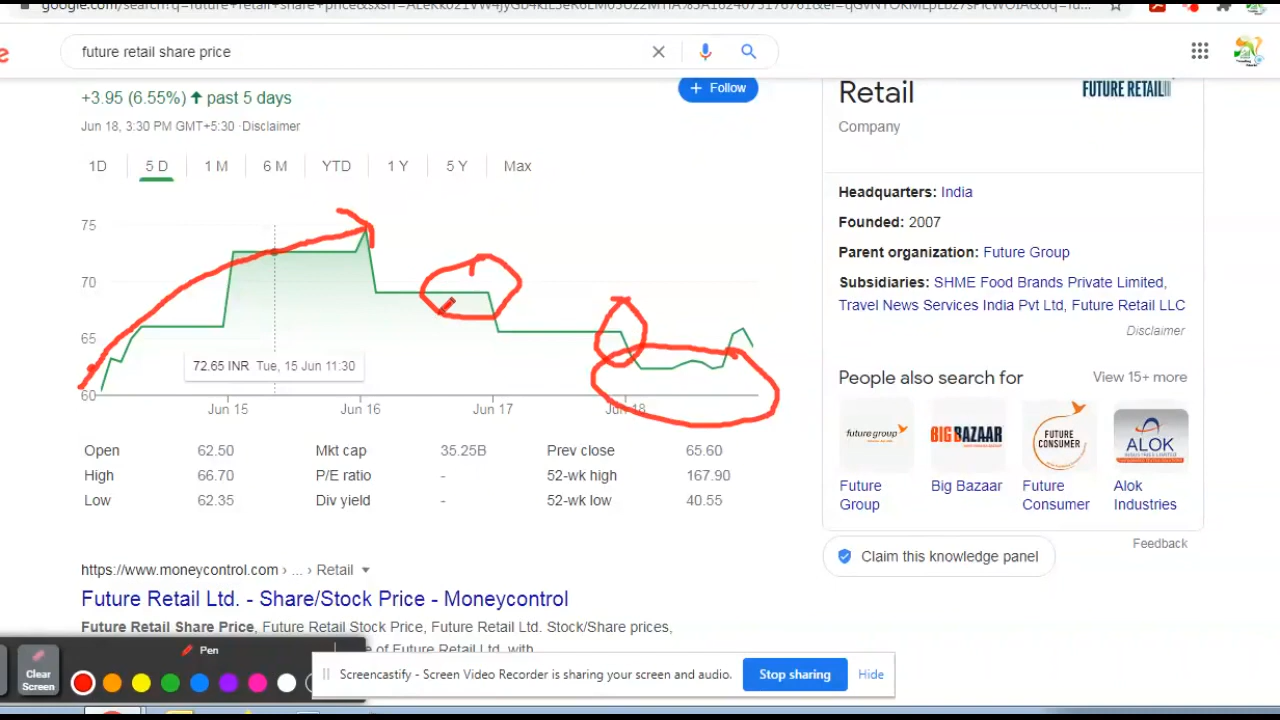 future retail share price
+3.95 (6.55%) ↑ past 5 days
+ Follow
Jun 18, 3:30 PM GMT+5:30 · Disclaimer
1D 5 D 1 M 6 M YTD 1 Y 5 Y Max
75
70
65
60
72.65 INR Tue, 15 Jun 11:30
Jun 15 Jun 16 Jun 17 Jun 18
Open 62.50 Mkt cap 35.25B Prev close 65.60
High 66.70 P/E ratio - 52-wk high 167.90
Low 62.35 Div yield - 52-wk low 40.55
https://www.moneycontrol.com › ... › Retail
Future Retail Ltd. - Share/Stock Price - Moneycontrol
Future Retail Share Price, Future Retail Stock Price, Future Retail Ltd. Stock/Share prices,
Retail
FUTURE RETAIL
Company
Headquarters: India
Founded: 2007
Parent organization: Future Group
Subsidiaries: SHME Food Brands Private Limited,
Travel News Services India Pvt Ltd, Future Retail LLC
Disclaimer
People also search for
View 15+ more
future group
BIG BAZAAR
FUTURE
CONSUMER
ALOK
Future
Group
Big Bazaar
Future
Consumer
Alok
Industries
Feedback
Claim this knowledge panel
Pen
Clear
Screen
Screencastify - Screen Video Recorder is sharing your screen and audio.
Stop sharing
Hide